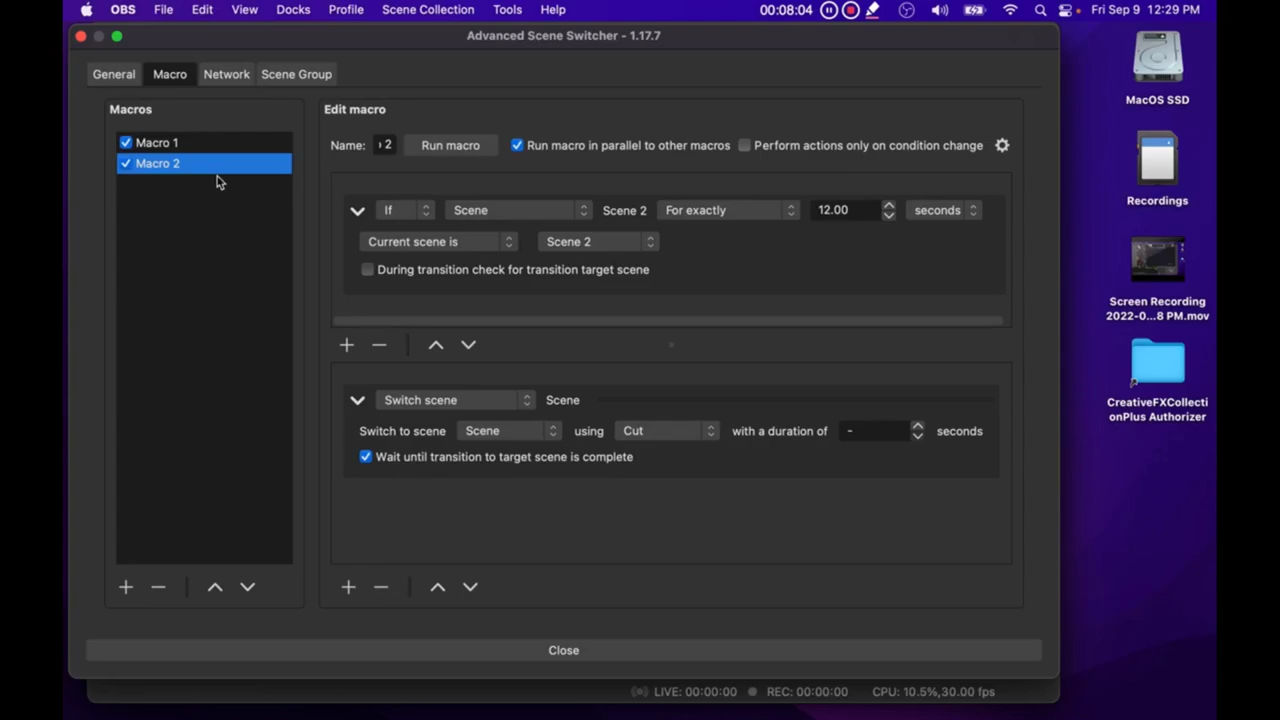 OBS File Edit View Docks Profile Scene Collection Tools Help 00:08:04 Fri Sep 9 12:29 PM
Advanced Scene Switcher - 1.17.7
General Macro Network Scene Group
Macros
Macro 1
Macro 2
Edit macro
Name: 2 Run macro Run macro in parallel to other macros Perform actions only on condition change
If Scene Scene 2 For exactly 12.00 seconds
Current scene is Scene 2
During transition check for transition target scene
Switch scene Scene
Switch to scene Scene using Cut with a duration of - seconds
Wait until transition to target scene is complete
Close
LIVE: 00:00:00 REC: 00:00:00 CPU: 10.5%,30.00 fps
MacOS SSD
Recordings
Screen Recording
2022-0...8 PM.mov
CreativeFXCollecti
onPlus Authorizer